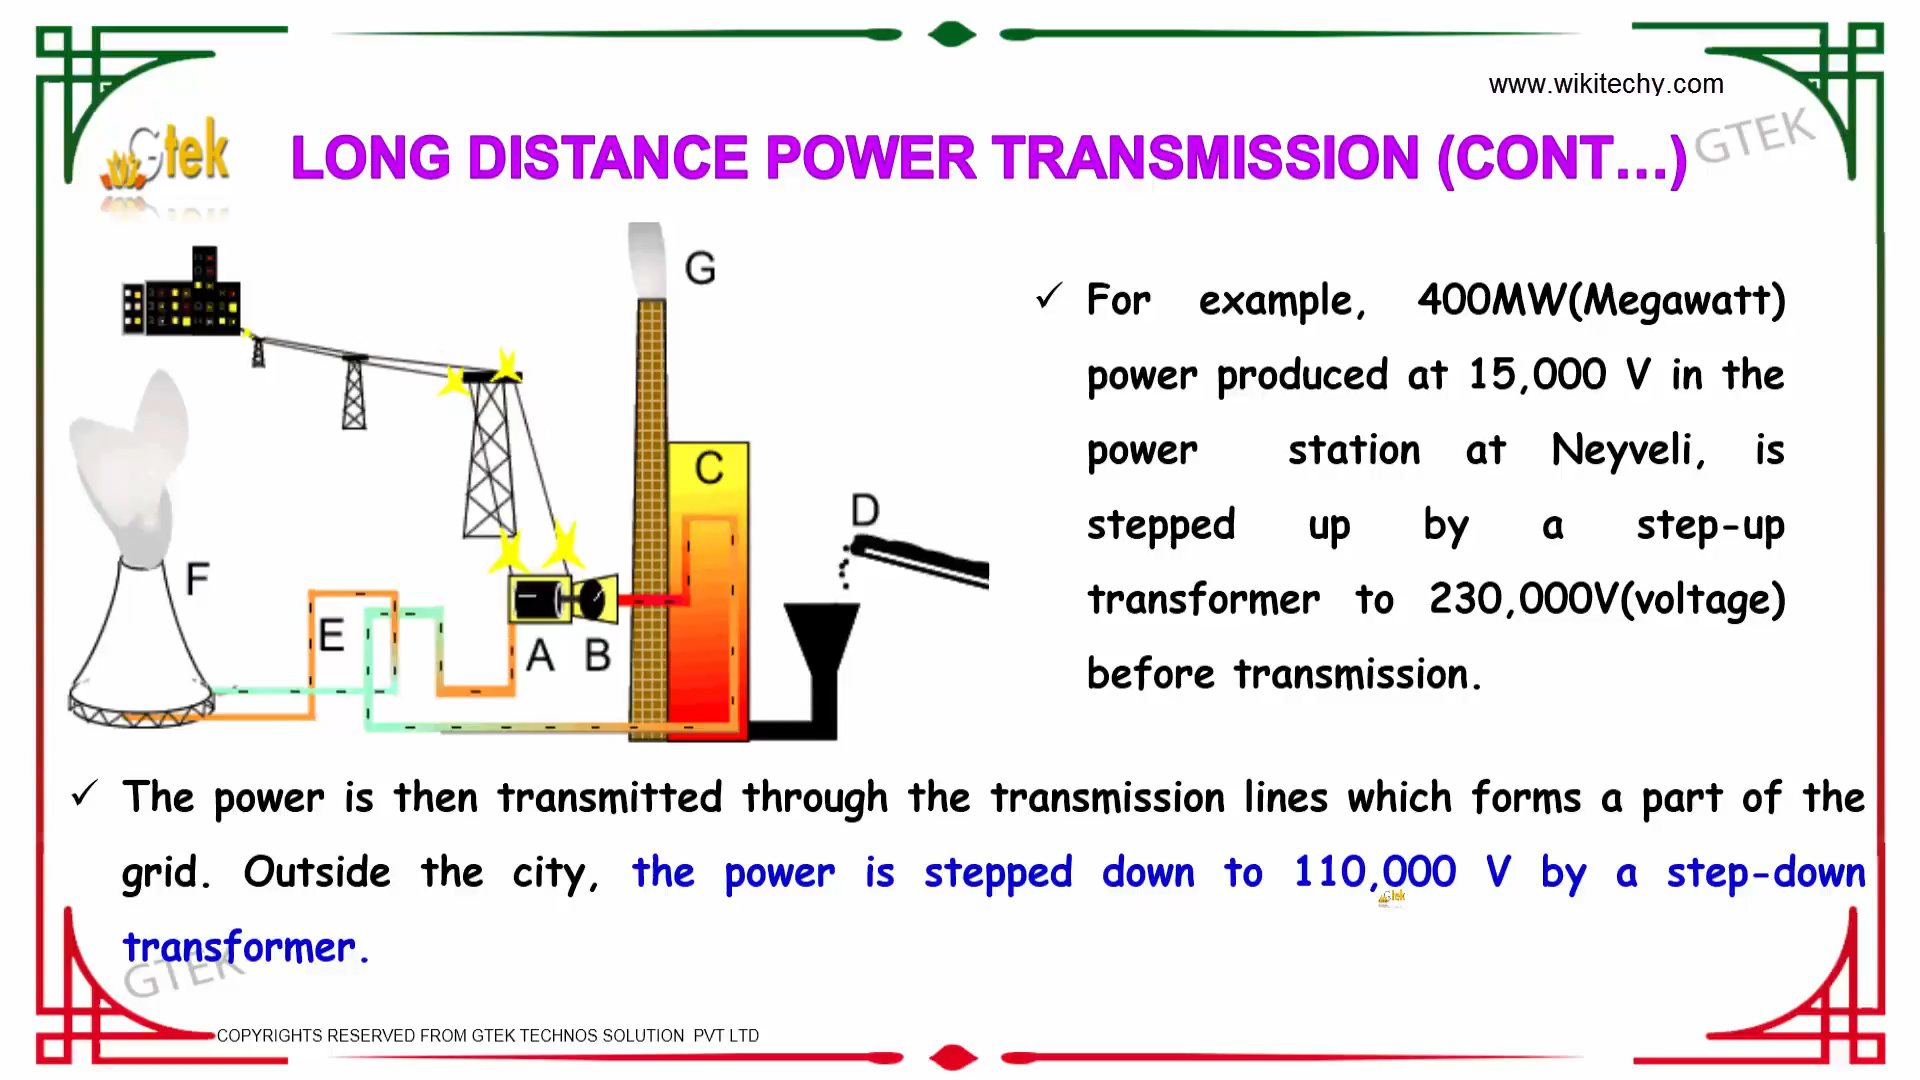 www.wikitechy.com
Gtek
LONG DISTANCE POWER TRANSMISSION (CONT...)
GTEK
G
✓ For example, 400MW(Megawatt)
power produced at 15,000 V in the
power station at Neyveli, is
stepped up by a step-up
transformer to 230,000V(voltage)
before transmission.
C
D
F
E
A B
✓ The power is then transmitted through the transmission lines which forms a part of the
grid. Outside the city, the power is stepped down to 110,000 V by a step-down
Gtek
transformer.
GTEK
COPYRIGHTS RESERVED FROM GTEK TECHNOS SOLUTION PVT LTD